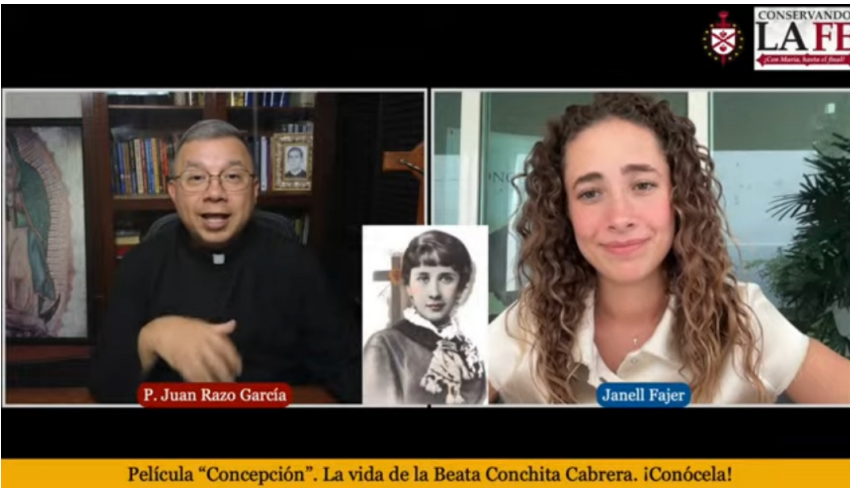 CONSERVANDO
LA FE
¡Con María, hasta el final!
P. Juan Razo García
Janell Fajer
Película “Concepción”. La vida de la Beata Conchita Cabrera. ¡Conócela!